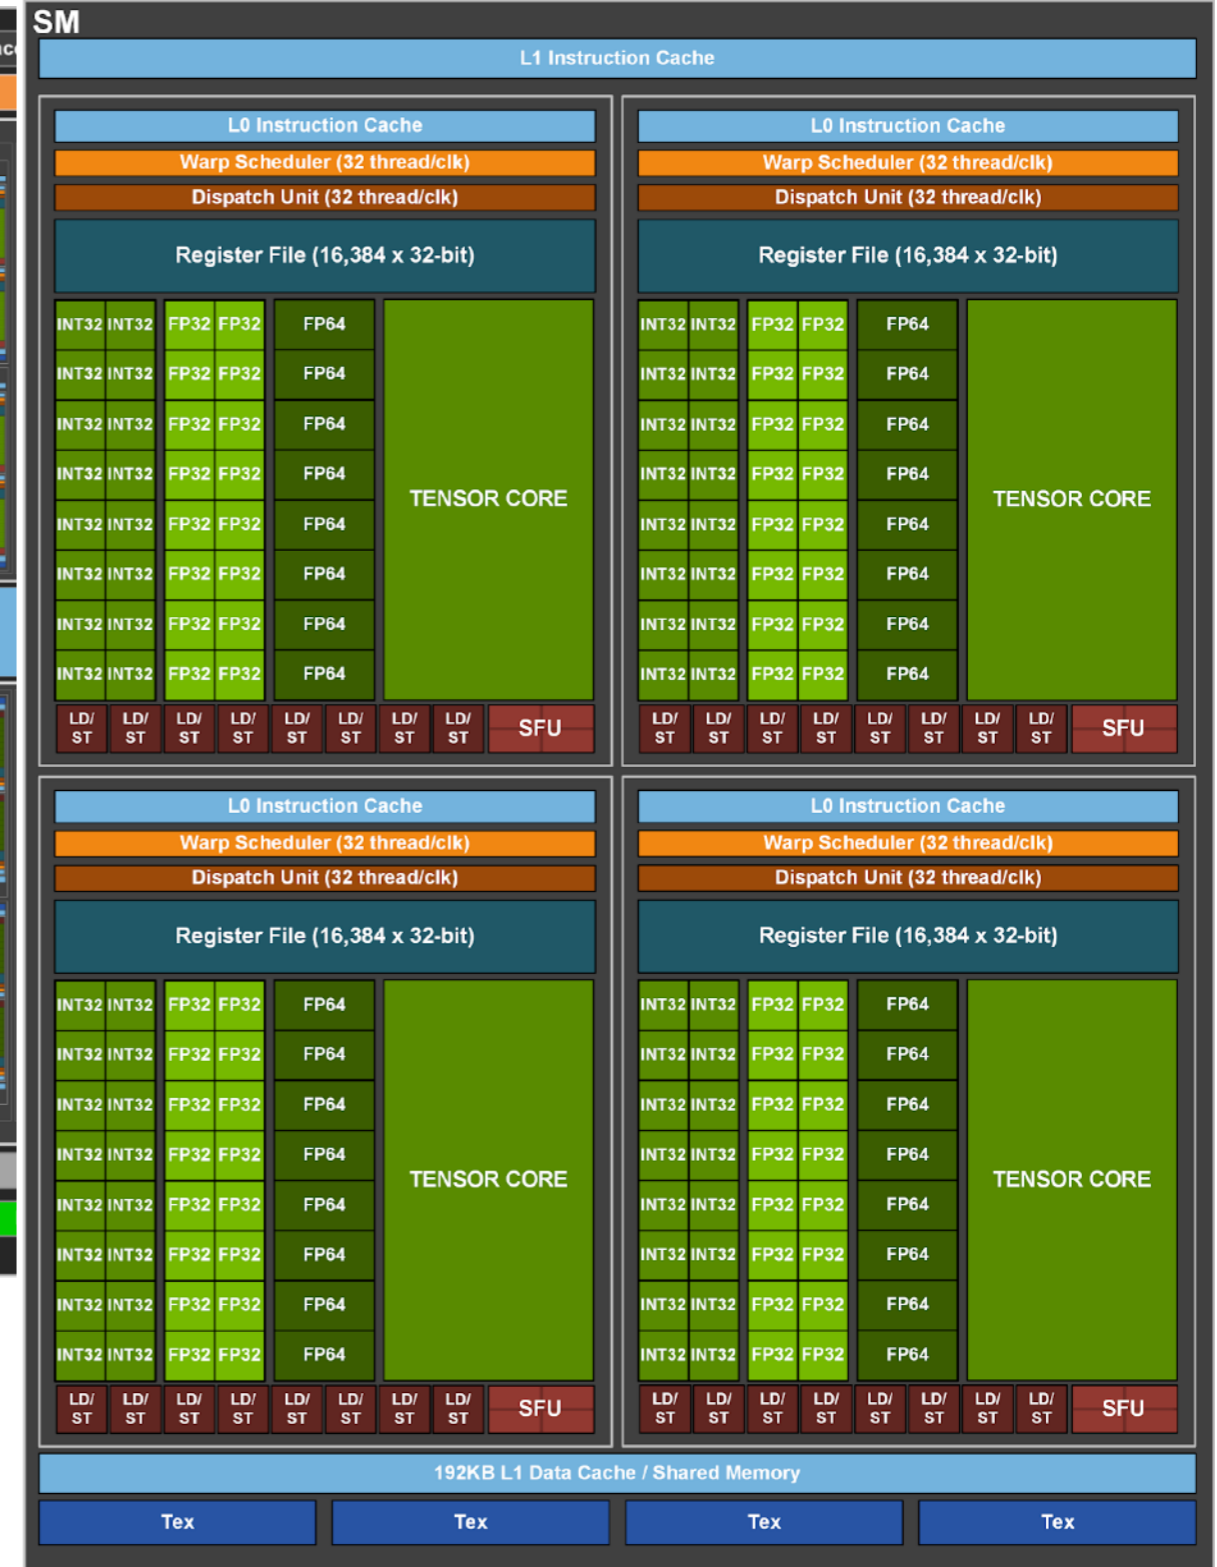 SM
L1 Instruction Cache
L0 Instruction Cache
Warp Scheduler (32 thread/clk)
Dispatch Unit (32 thread/clk)
Register File (16,384 x 32-bit)
INT32 INT32 FP32 FP32 FP64
INT32 INT32 FP32 FP32 FP64
INT32 INT32 FP32 FP32 FP64
INT32 INT32 FP32 FP32 FP64
TENSOR CORE
INT32 INT32 FP32 FP32 FP64
INT32 INT32 FP32 FP32 FP64
INT32 INT32 FP32 FP32 FP64
INT32 INT32 FP32 FP32 FP64
LD/ LD/ LD/ LD/ LD/ LD/ LD/ LD/
ST ST ST ST ST ST ST ST
SFU
L0 Instruction Cache
Warp Scheduler (32 thread/clk)
Dispatch Unit (32 thread/clk)
Register File (16,384 x 32-bit)
INT32 INT32 FP32 FP32 FP64
INT32 INT32 FP32 FP32 FP64
INT32 INT32 FP32 FP32 FP64
INT32 INT32 FP32 FP32 FP64
TENSOR CORE
INT32 INT32 FP32 FP32 FP64
INT32 INT32 FP32 FP32 FP64
INT32 INT32 FP32 FP32 FP64
INT32 INT32 FP32 FP32 FP64
LD/ LD/ LD/ LD/ LD/ LD/ LD/ LD/
ST ST ST ST ST ST ST ST
SFU
L0 Instruction Cache
Warp Scheduler (32 thread/clk)
Dispatch Unit (32 thread/clk)
Register File (16,384 x 32-bit)
INT32 INT32 FP32 FP32 FP64
INT32 INT32 FP32 FP32 FP64
INT32 INT32 FP32 FP32 FP64
INT32 INT32 FP32 FP32 FP64
TENSOR CORE
INT32 INT32 FP32 FP32 FP64
INT32 INT32 FP32 FP32 FP64
INT32 INT32 FP32 FP32 FP64
INT32 INT32 FP32 FP32 FP64
LD/ LD/ LD/ LD/ LD/ LD/ LD/ LD/
ST ST ST ST ST ST ST ST
SFU
L0 Instruction Cache
Warp Scheduler (32 thread/clk)
Dispatch Unit (32 thread/clk)
Register File (16,384 x 32-bit)
INT32 INT32 FP32 FP32 FP64
INT32 INT32 FP32 FP32 FP64
INT32 INT32 FP32 FP32 FP64
INT32 INT32 FP32 FP32 FP64
TENSOR CORE
INT32 INT32 FP32 FP32 FP64
INT32 INT32 FP32 FP32 FP64
INT32 INT32 FP32 FP32 FP64
INT32 INT32 FP32 FP32 FP64
LD/ LD/ LD/ LD/ LD/ LD/ LD/ LD/
ST ST ST ST ST ST ST ST
SFU
192KB L1 Data Cache / Shared Memory
Tex Tex Tex Tex